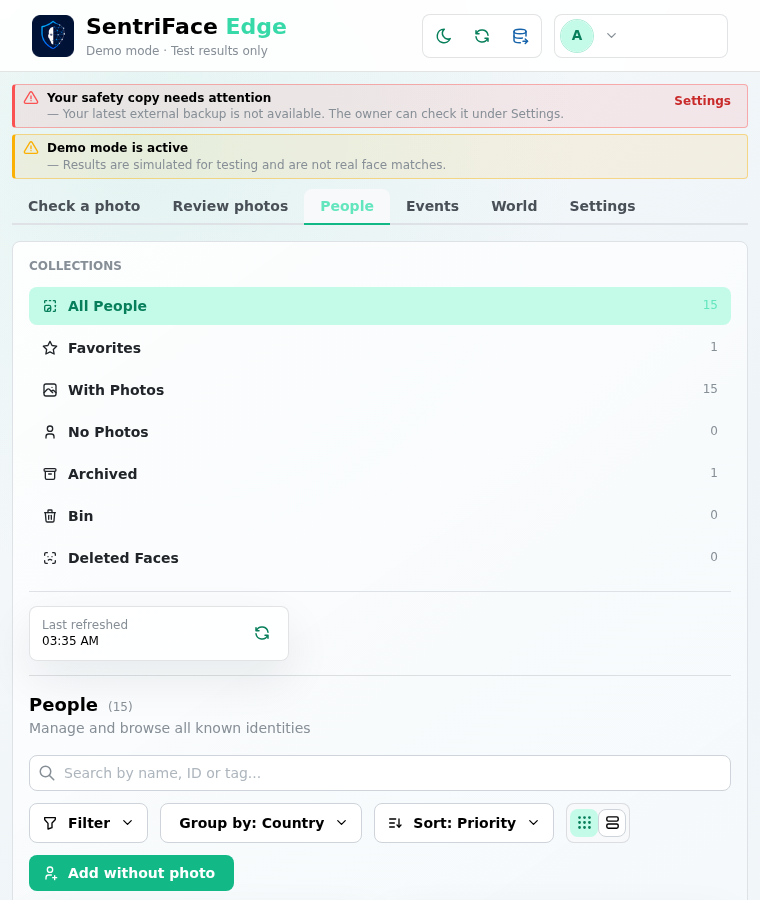 SentriFace Edge
Demo mode · Test results only
A
Your safety copy needs attention
— Your latest external backup is not available. The owner can check it under Settings.
Settings
Demo mode is active
— Results are simulated for testing and are not real face matches.
Check a photo
Review photos
People
Events
World
Settings
COLLECTIONS
All People 15
Favorites 1
With Photos 15
No Photos 0
Archived 1
Bin 0
Deleted Faces 0
Last refreshed
03:35 AM
People (15)
Manage and browse all known identities
Search by name, ID or tag...
Filter
Group by: Country
Sort: Priority
Add without photo